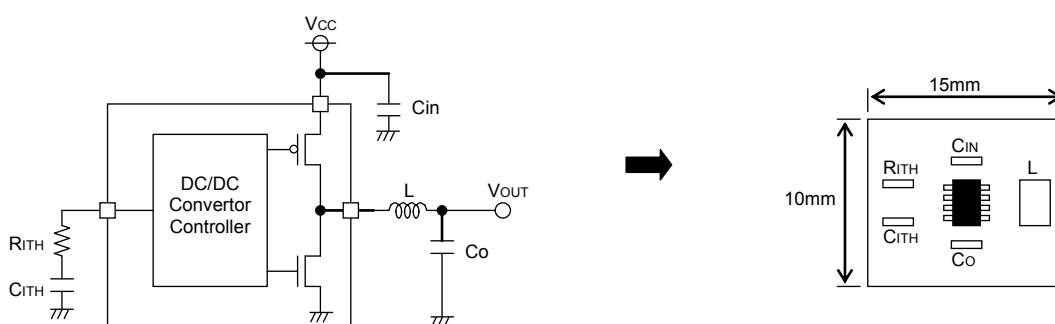 VCC
Cin
DC/DC
Convertor
Controller
L
VOUT
RITH
CITH
Co
15mm
10mm
CIN
RITH
L
CITH
CO